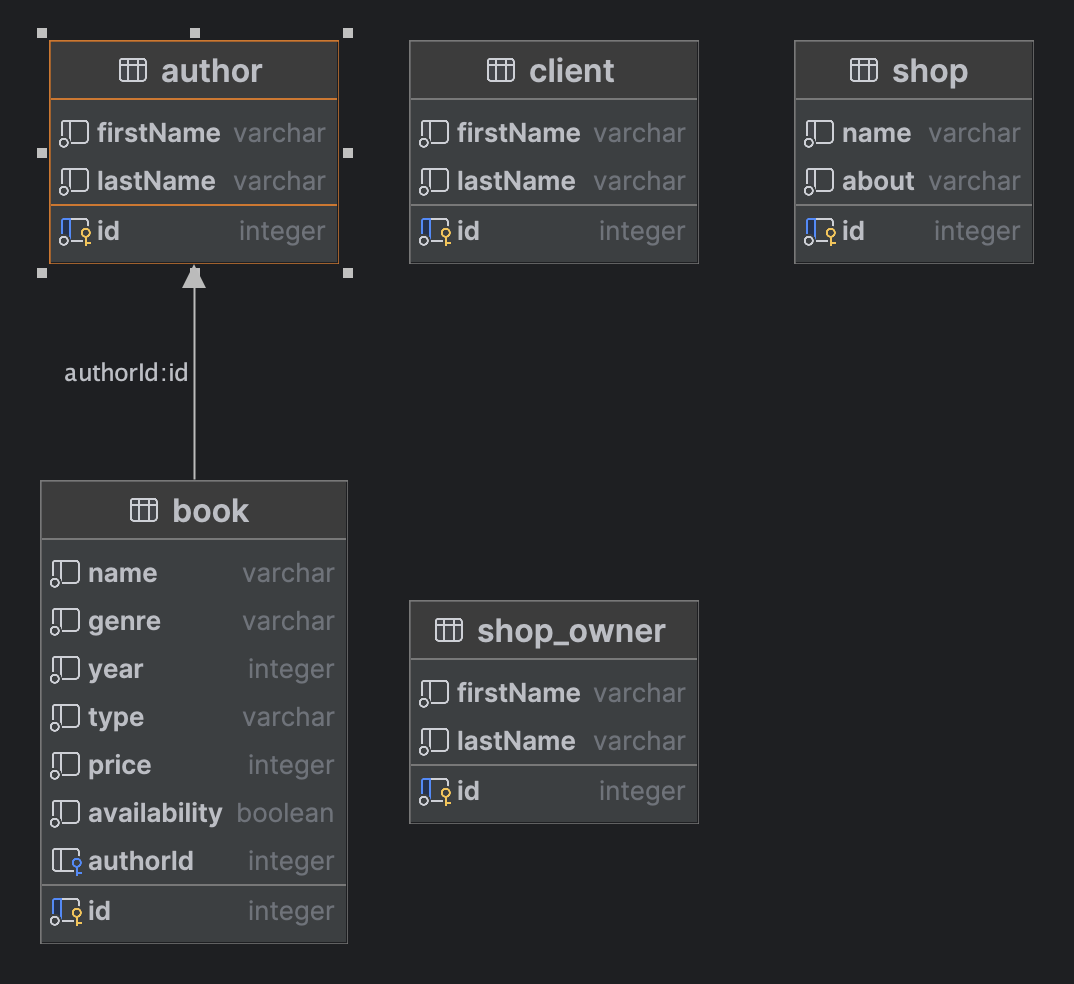 author
firstName varchar
lastName varchar
id integer
client
firstName varchar
lastName varchar
id integer
shop
name varchar
about varchar
id integer
authorId:id
book
name varchar
genre varchar
year integer
type varchar
price integer
availability boolean
authorId integer
id integer
shop_owner
firstName varchar
lastName varchar
id integer